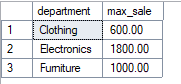 department max_sale
1 Clothing 600.00
2 Electronics 1800.00
3 Furniture 1000.00